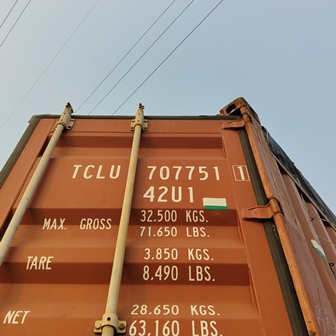 TCLU 707751 1
42U1
MAX. GROSS 32.500 KGS.
71.650 LBS.
TARE 3.850 KGS.
8.490 LBS.
NET 28.650 KGS.
63.160 LBS.